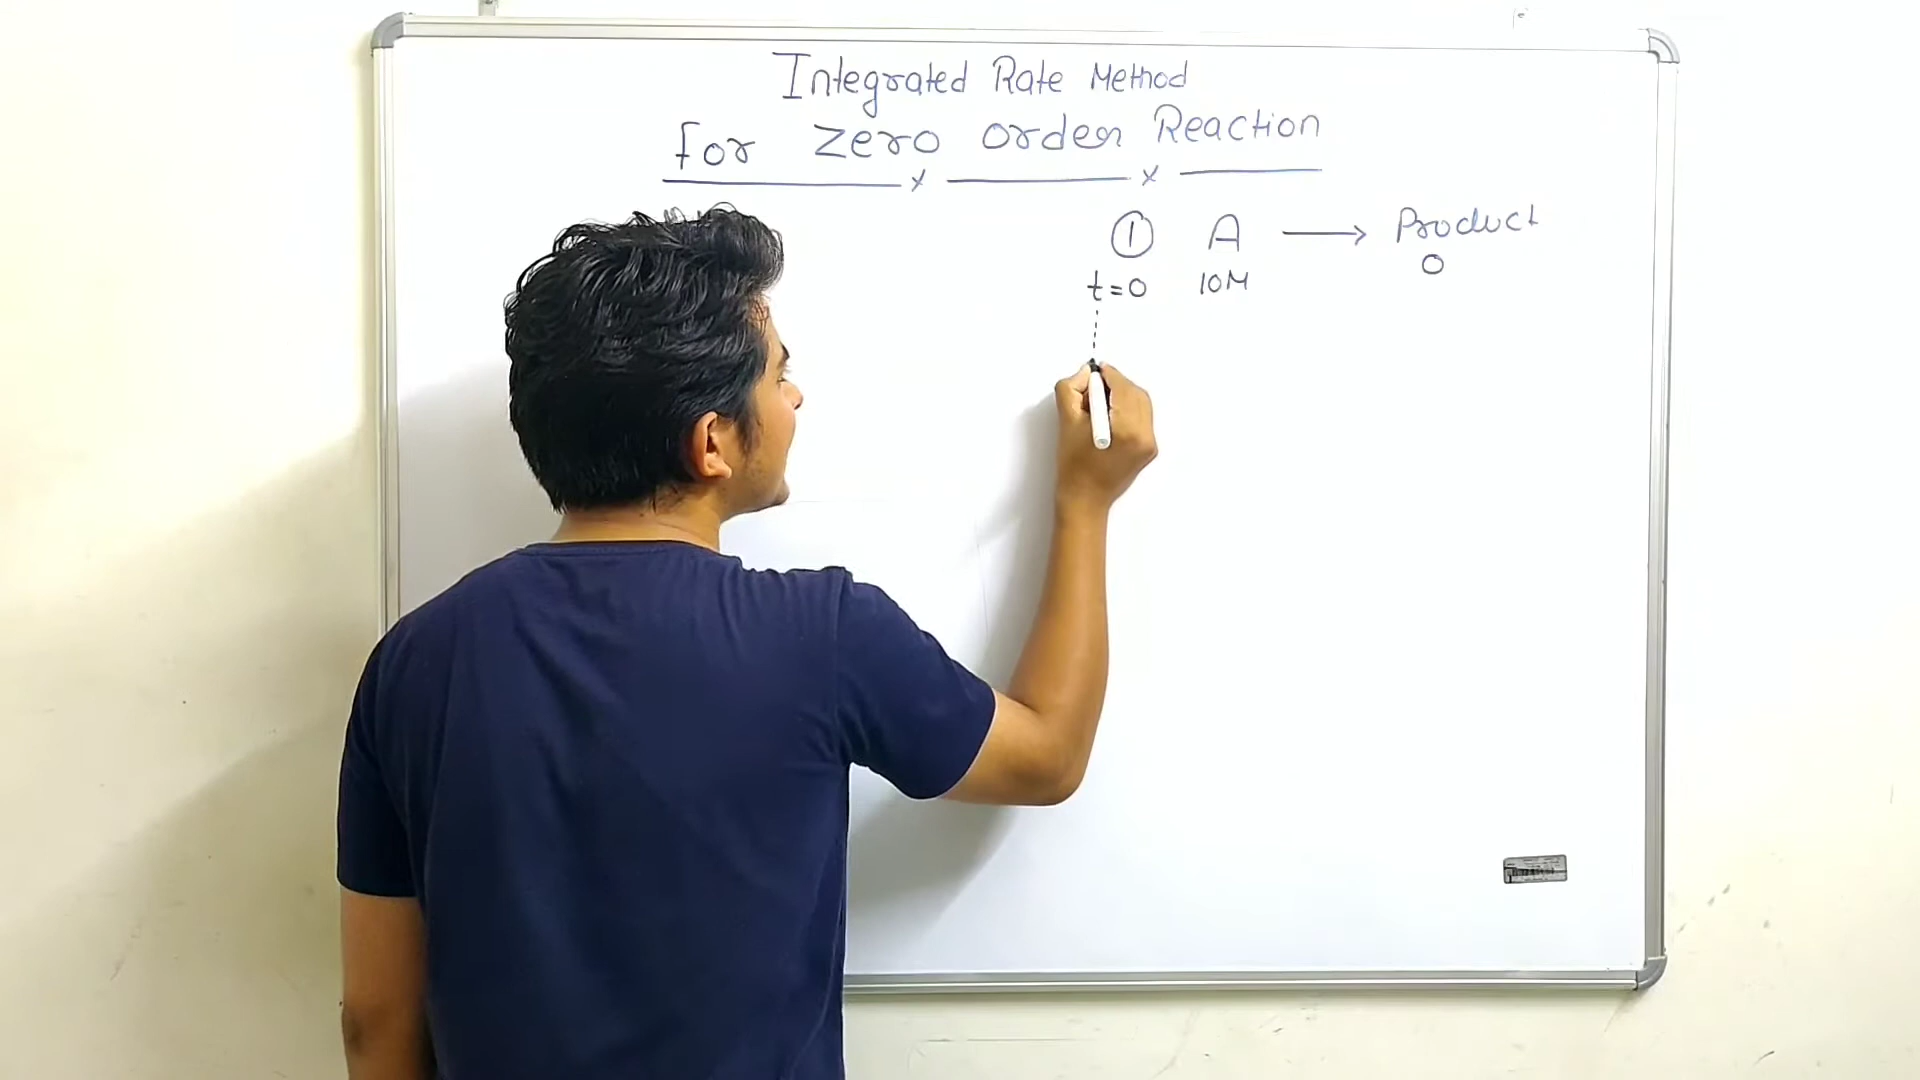 Integrated Rate Method
for zero order Reaction
① A ⟶ Product
t=0 10M 0